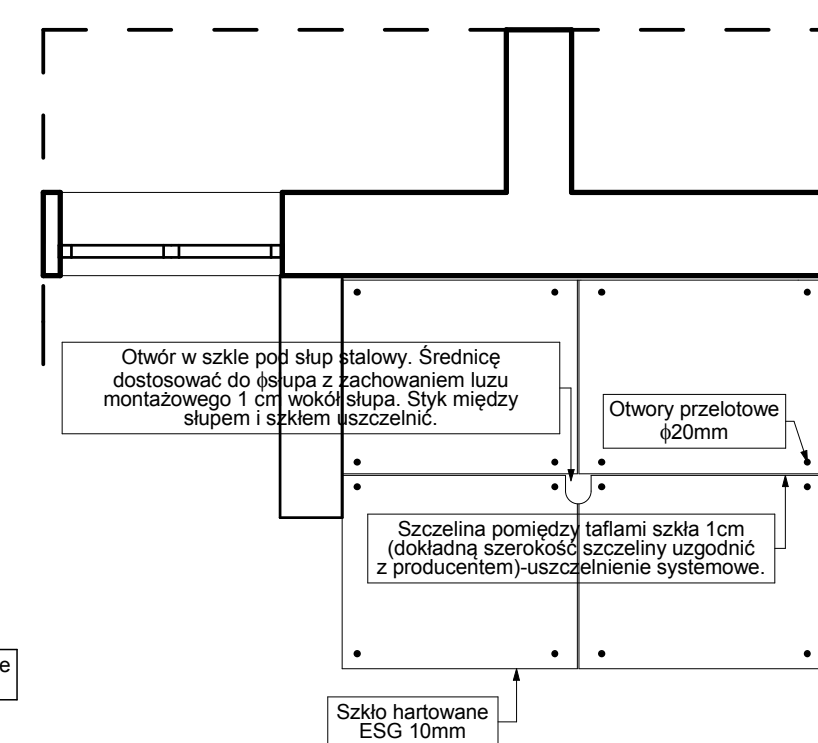 Otwór w szkle pod słup stalowy. Średnicę
dostosować do ϕsłupa z zachowaniem luzu
montażowego 1 cm wokół słupa. Styk między
słupem i szkłem uszczelnić.
Otwory przelotowe
ϕ20mm
Szczelina pomiędzy taflami szkła 1cm
(dokładną szerokość szczeliny uzgodnić
z producentem)-uszczelnienie systemowe.
e
Szkło hartowane
ESG 10mm